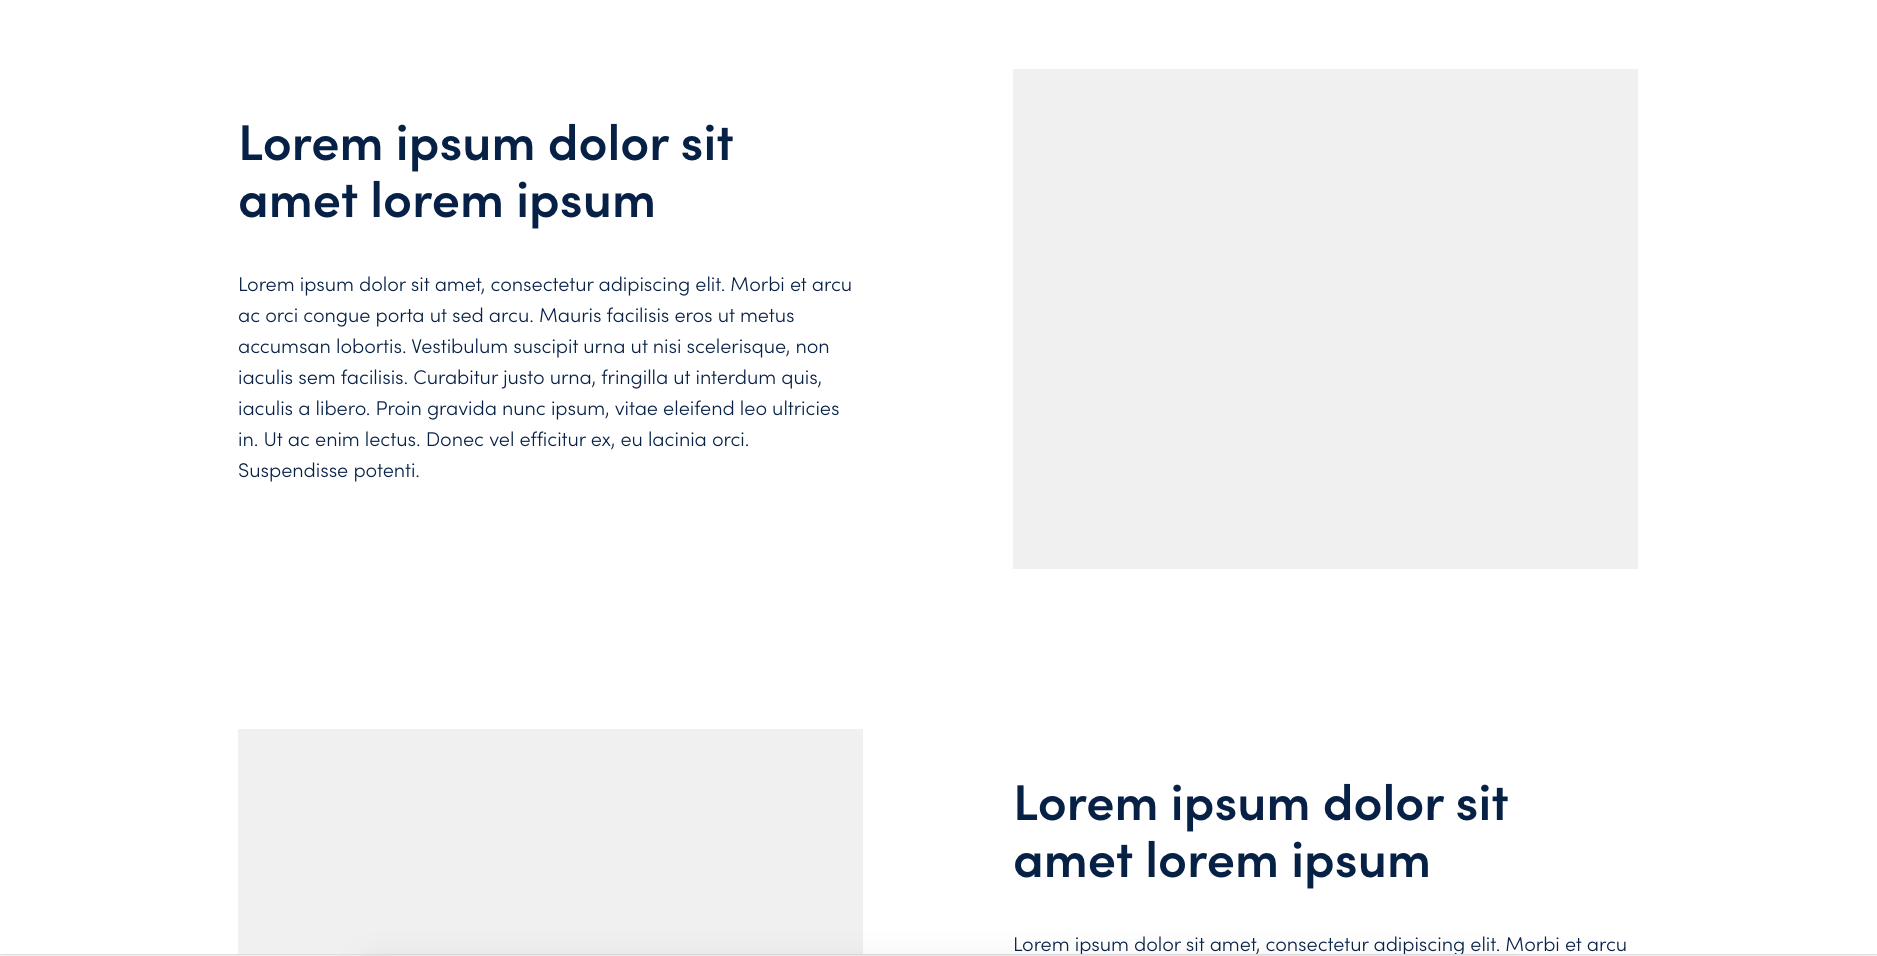 Lorem ipsum dolor sit
amet lorem ipsum
Lorem ipsum dolor sit amet, consectetur adipiscing elit. Morbi et arcu
ac orci congue porta ut sed arcu. Mauris facilisis eros ut metus
accumsan lobortis. Vestibulum suscipit urna ut nisi scelerisque, non
iaculis sem facilisis. Curabitur justo urna, fringilla ut interdum quis,
iaculis a libero. Proin gravida nunc ipsum, vitae eleifend leo ultricies
in. Ut ac enim lectus. Donec vel efficitur ex, eu lacinia orci.
Suspendisse potenti.
Lorem ipsum dolor sit
amet lorem ipsum
Lorem ipsum dolor sit amet, consectetur adipiscing elit. Morbi et arcu